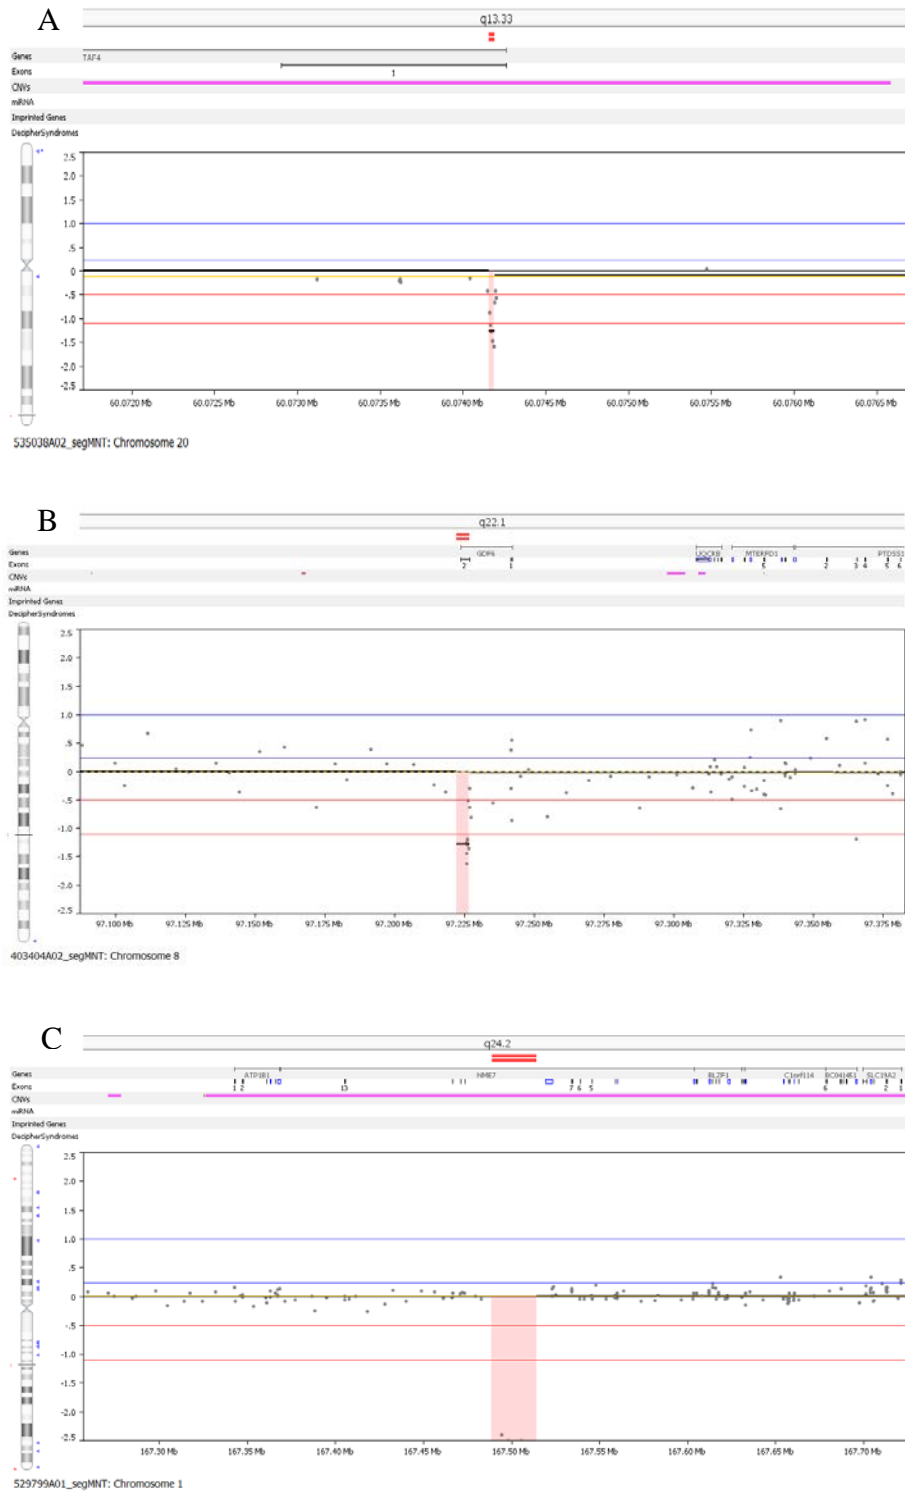 A
q13.33
Genes TAF4
Exons 1
CNVs
miRNA
Imprinted Genes
DecipherSyndromes
2.5
2.0
1.5
1.0
.5
0
-.5
-1.0
-1.5
-2.0
-2.5
60.0720 Mb 60.0725 Mb 60.0730 Mb 60.0735 Mb 60.0740 Mb 60.0745 Mb 60.0750 Mb 60.0755 Mb 60.0760 Mb 60.0765 Mb
535038A02_segMNT: Chromosome 20
B
q22.1
Genes GDF6 UQCRB MTERFD1 PTDSS1
Exons 2 1 5 2 3 4 5 6
CNVs
miRNA
Imprinted Genes
DecipherSyndromes
2.5
2.0
1.5
1.0
.5
0
-.5
-1.0
-1.5
-2.0
-2.5
97.100 Mb 97.125 Mb 97.150 Mb 97.175 Mb 97.200 Mb 97.225 Mb 97.250 Mb 97.275 Mb 97.300 Mb 97.325 Mb 97.350 Mb 97.375 Mb
403404A02_segMNT: Chromosome 8
C
q24.2
Genes ATP1B1 NME7 BLZF1 C1orf114 BC041451 SLC19A2
Exons 1 2 13 7 6 5 6 2 1
CNVs
miRNA
Imprinted Genes
DecipherSyndromes
2.5
2.0
1.5
1.0
.5
0
-.5
-1.0
-1.5
-2.0
-2.5
167.30 Mb 167.35 Mb 167.40 Mb 167.45 Mb 167.50 Mb 167.55 Mb 167.60 Mb 167.65 Mb 167.70 Mb
529799A01_segMNT: Chromosome 1